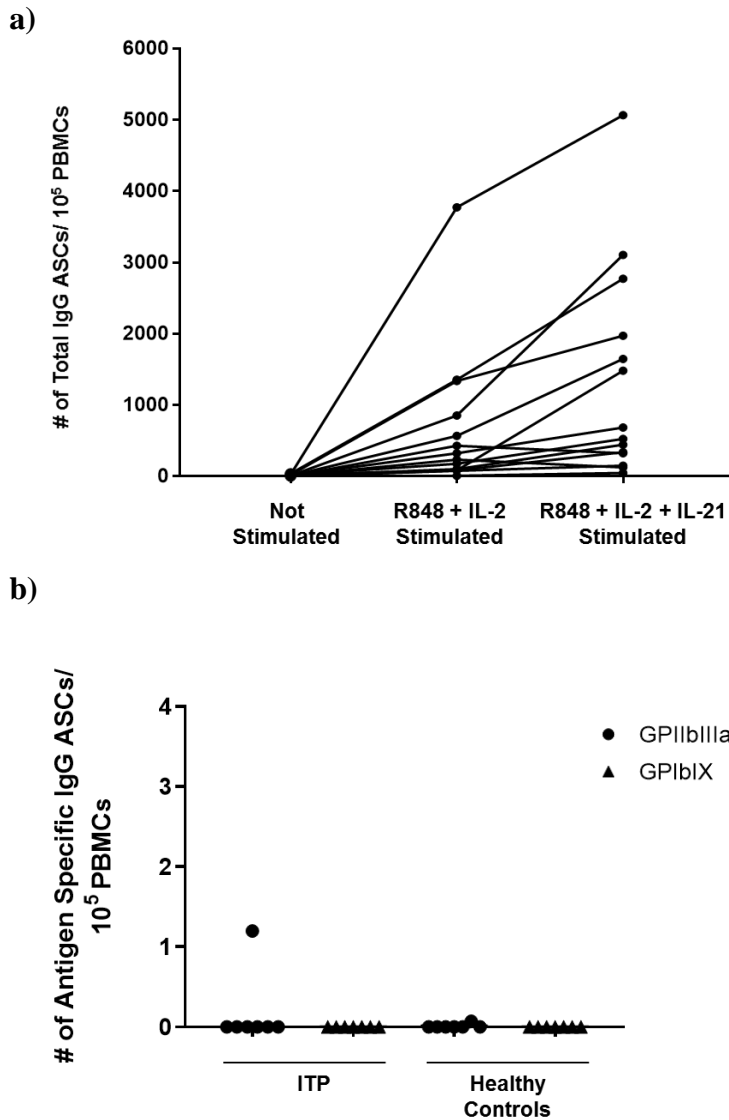 a)
# of Total IgG ASCs/ 10⁵ PBMCs
6000
5000
4000
3000
2000
1000
0
Not
Stimulated
R848 + IL-2
Stimulated
R848 + IL-2 + IL-21
Stimulated
b)
# of Antigen Specific IgG ASCs/
10⁵ PBMCs
4
3
2
1
0
GPIIbIIIa
GPIbIX
ITP
Healthy
Controls